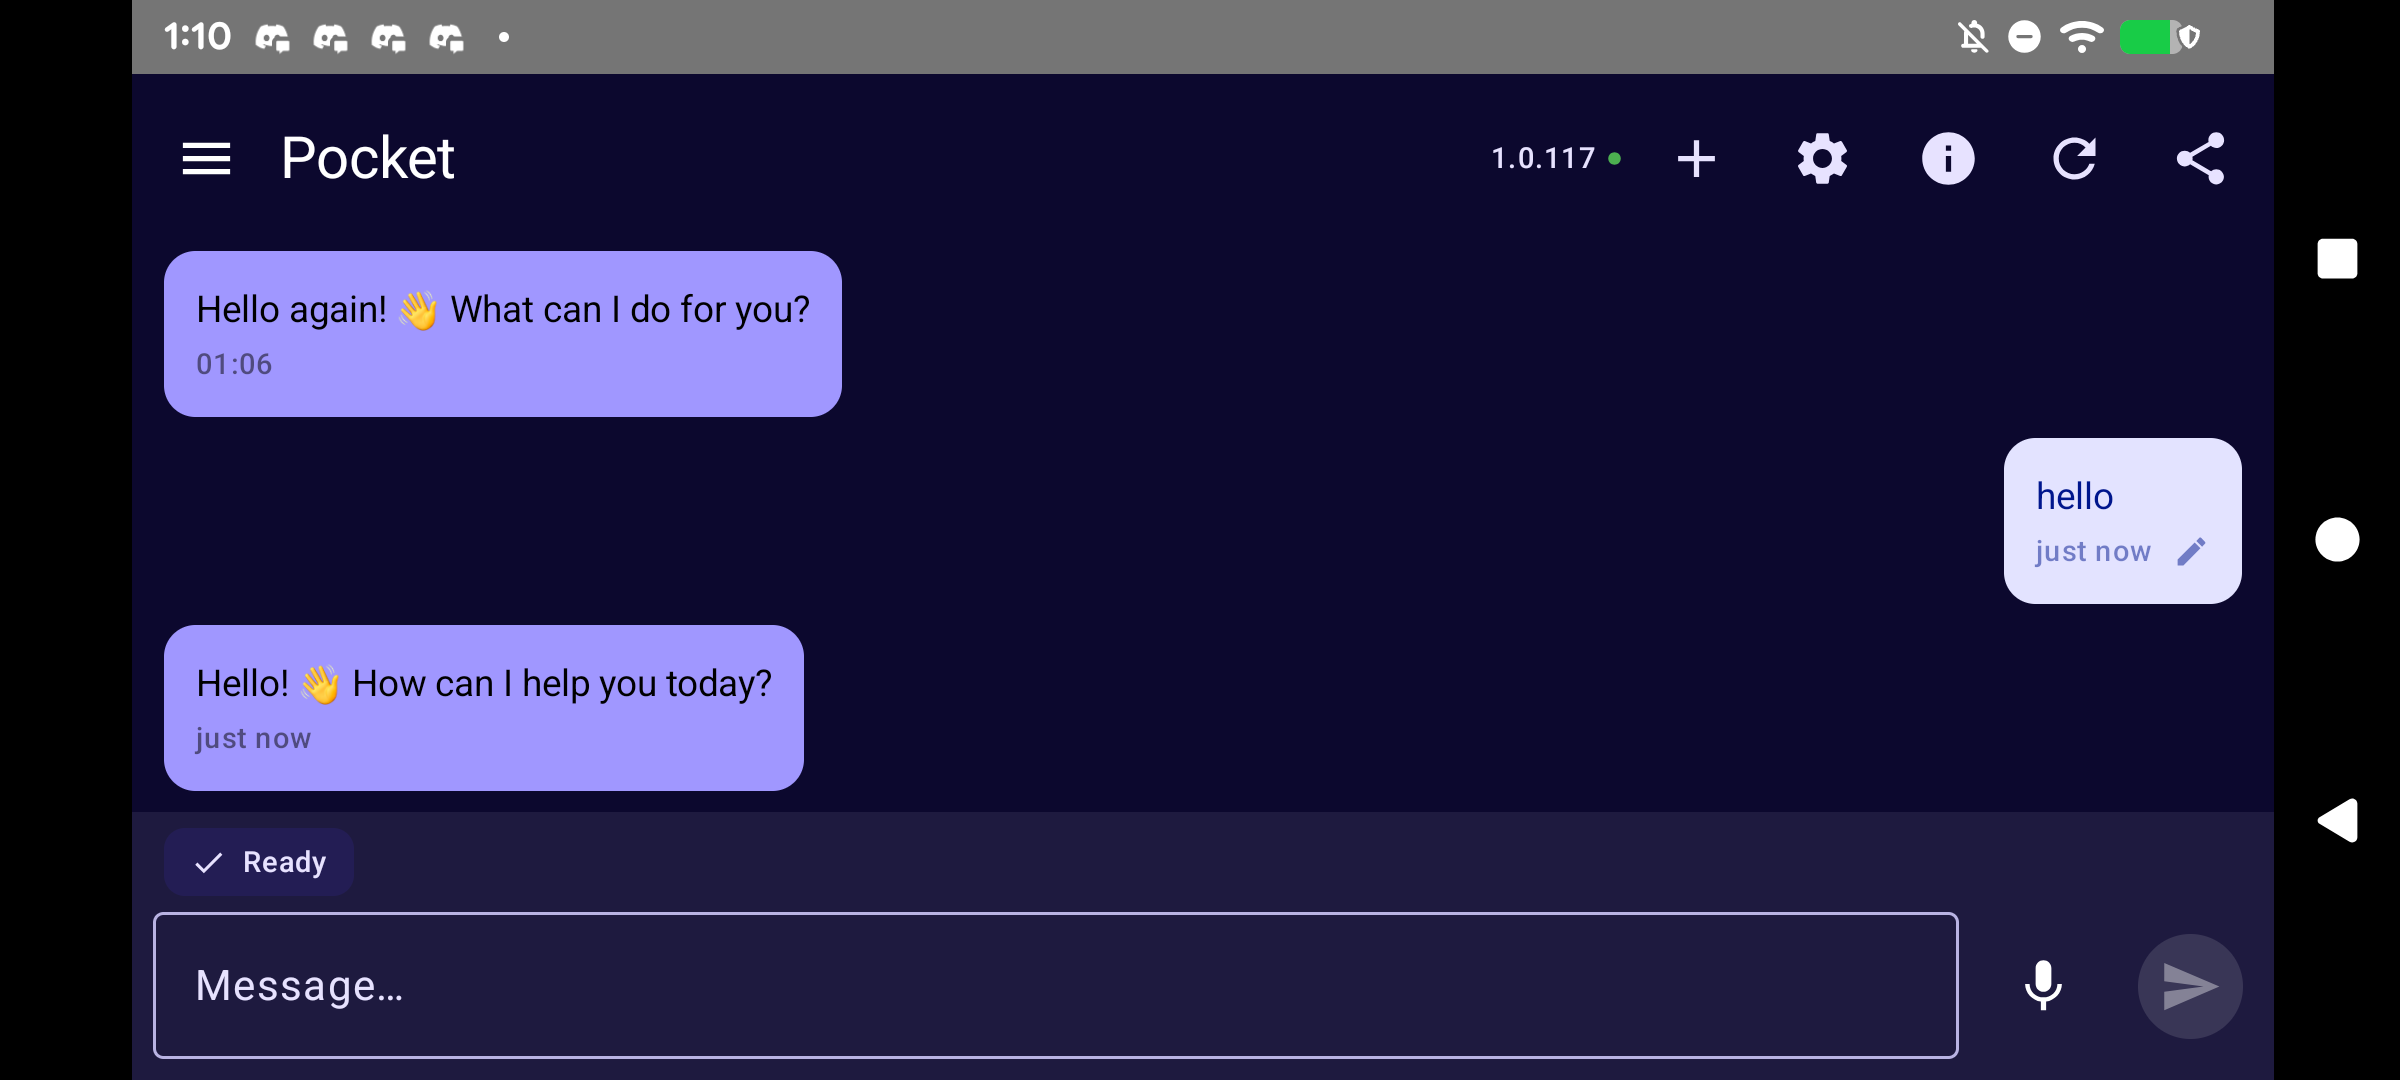 1:10
Pocket
1.0.117
Hello again! 👋 What can I do for you?
01:06
hello
just now
Hello! 👋 How can I help you today?
just now
Ready
Message…